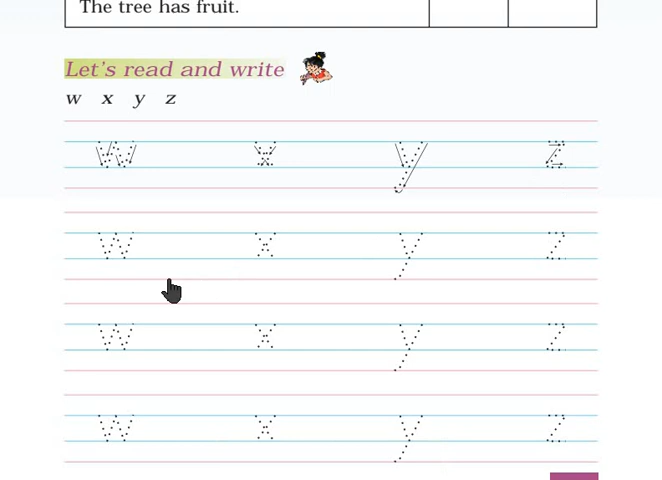 The tree has fruit.
Let's read and write
w x y z
w x y z
w x y z
w x y z
w x y z